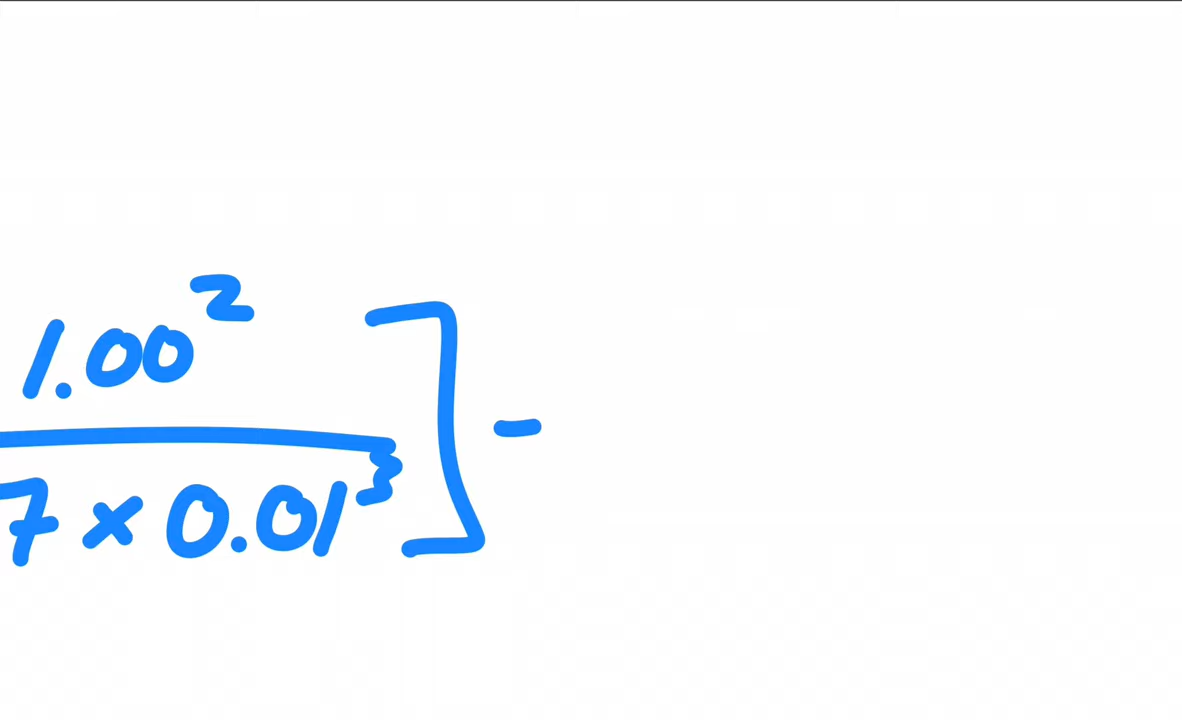 1.00²
7 × 0.01³ ] -